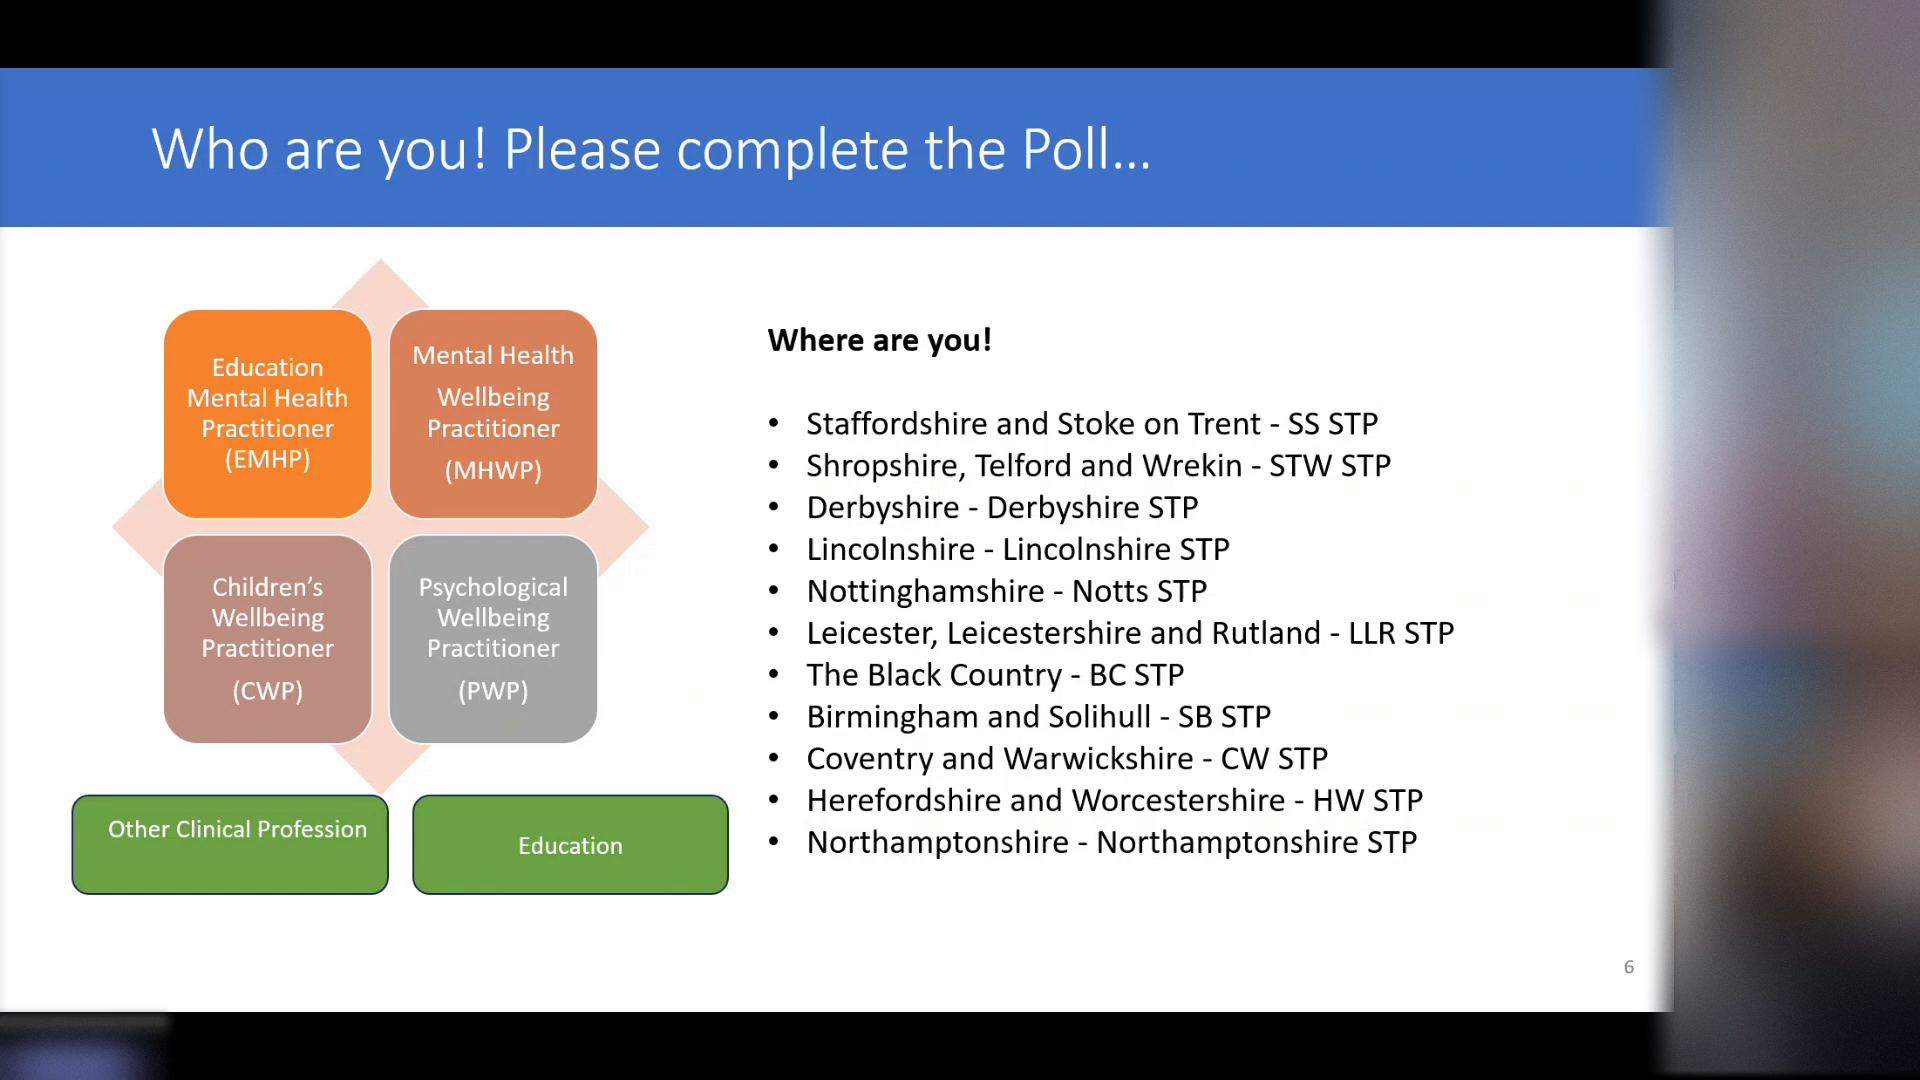 Who are you! Please complete the Poll...
Education
Mental Health
Practitioner
(EMHP)
Mental Health
Wellbeing
Practitioner
(MHWP)
Children’s
Wellbeing
Practitioner
(CWP)
Psychological
Wellbeing
Practitioner
(PWP)
Other Clinical Profession
Education
Where are you!
• Staffordshire and Stoke on Trent - SS STP
• Shropshire, Telford and Wrekin - STW STP
• Derbyshire - Derbyshire STP
• Lincolnshire - Lincolnshire STP
• Nottinghamshire - Notts STP
• Leicester, Leicestershire and Rutland - LLR STP
• The Black Country - BC STP
• Birmingham and Solihull - SB STP
• Coventry and Warwickshire - CW STP
• Herefordshire and Worcestershire - HW STP
• Northamptonshire - Northamptonshire STP
6